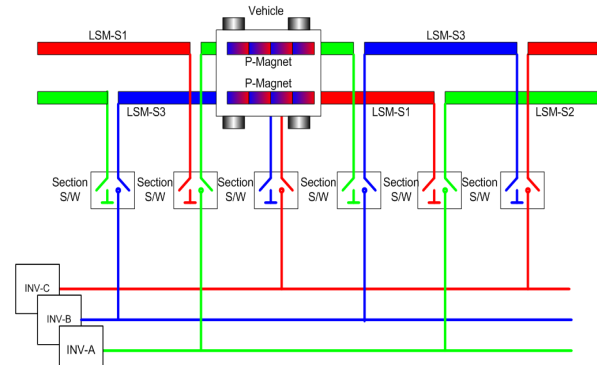 Vehicle
LSM-S1
LSM-S3
P-Magnet
P-Magnet
LSM-S3
LSM-S1
LSM-S2
Section
S/W
Section
S/W
Section
S/W
Section
S/W
Section
S/W
Section
S/W
INV-C
INV-B
INV-A